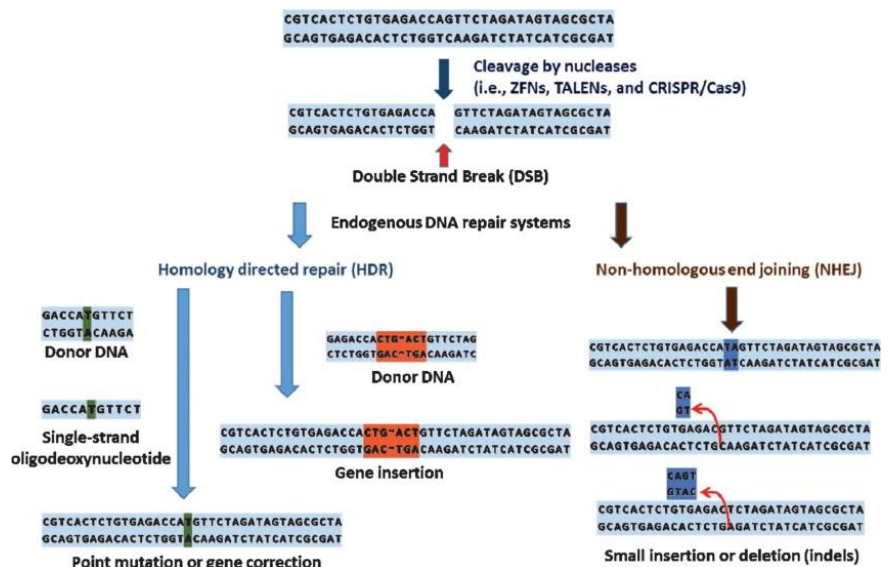 CGTCACTCTGTGAGACCAGTTCTAGATAGTAGCGCTA
GCAGTGAGACACTCTGGTCAAGATCTATCATCGCGAT
Cleavage by nucleases
(i.e., ZFNs, TALENs, and CRISPR/Cas9)
CGTCACTCTGTGAGACCA GTTCTAGATAGTAGCGCTA
GCAGTGAGACACTCTGGT CAAGATCTATCATCGCGAT
Double Strand Break (DSB)
Endogenous DNA repair systems
Homology directed repair (HDR)
Non-homologous end joining (NHEJ)
GACCATGTTCT
CTGGTACAAGA
Donor DNA
GACCATGTTCT
Single-strand
oligodeoxynucleotide
GAGACCACTG~ACTGTTCTAG
CTCTGGTGAC~TGACAAGATC
Donor DNA
CGTCACTCTGTGAGACCACTG~ACTGTTCTAGATAGTAGCGCTA
GCAGTGAGACACTCTGGTGAC~TGACAAGATCTATCATCGCGAT
Gene insertion
CGTCACTCTGTGAGACCATGTTCTAGATAGTAGCGCTA
GCAGTGAGACACTCTGGTACAAGATCTATCATCGCGAT
Point mutation or gene correction
CGTCACTCTGTGAGACCATAGTTCTAGATAGTAGCGCTA
GCAGTGAGACACTCTGGTATCAAGATCTATCATCGCGAT
CA
GT
CGTCACTCTGTGAGACGTTCTAGATAGTAGCGCTA
GCAGTGAGACACTCTGCAAGATCTATCATCGCGAT
CAGT
GTAC
CGTCACTCTGTGAGACTCTAGATAGTAGCGCTA
GCAGTGAGACACTCTGAGATCTATCATCGCGAT
Small insertion or deletion (indels)